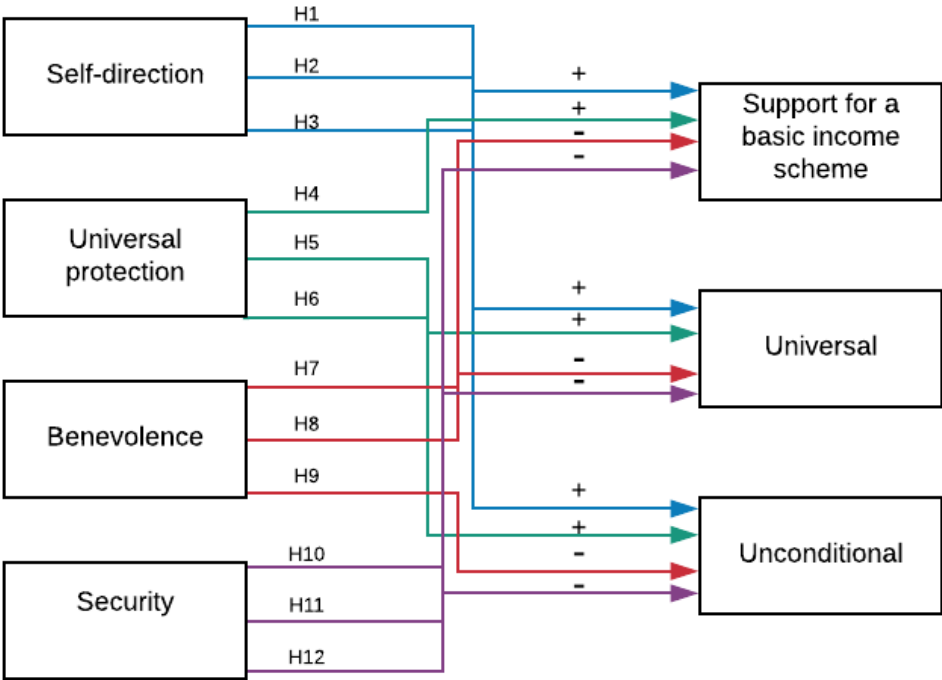 Self-direction
H1
H2
H3
Universal
protection
H4
H5
H6
Benevolence
H7
H8
H9
Security
H10
H11
H12
+
+
-
-
Support for a
basic income
scheme
+
+
-
-
Universal
+
+
-
-
Unconditional